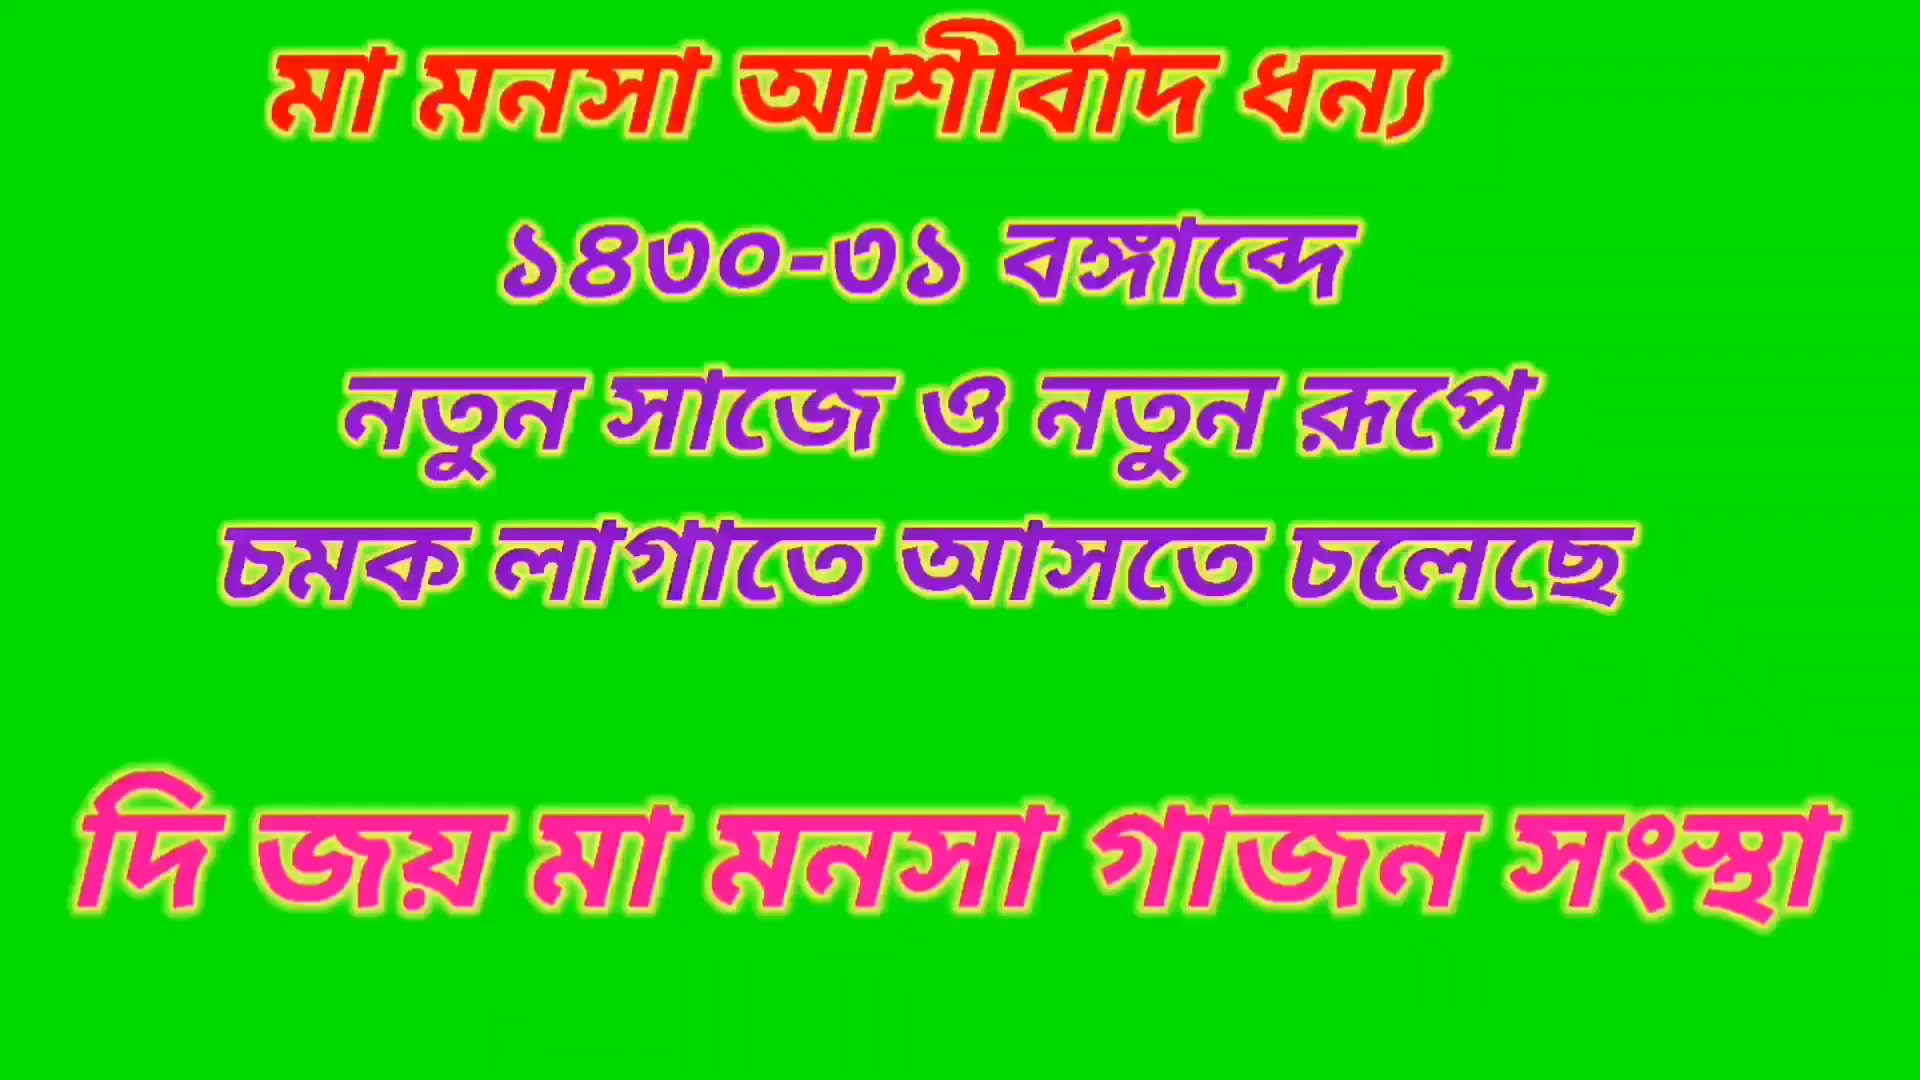 মা মনসা আশীর্বাদ ধন্য
১৪৩০-৩১ বঙ্গাব্দে
নতুন সাজে ও নতুন রূপে
চমক লাগাতে আসতে চলেছে
দি জয় মা মনসা গাজন সংস্থা